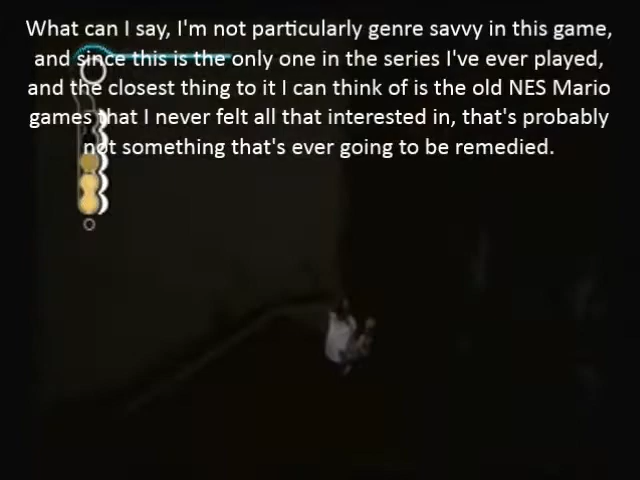 What can I say, I'm not particularly genre savvy in this game,
and since this is the only one in the series I've ever played,
and the closest thing to it I can think of is the old NES Mario
games that I never felt all that interested in, that's probably
not something that's ever going to be remedied.